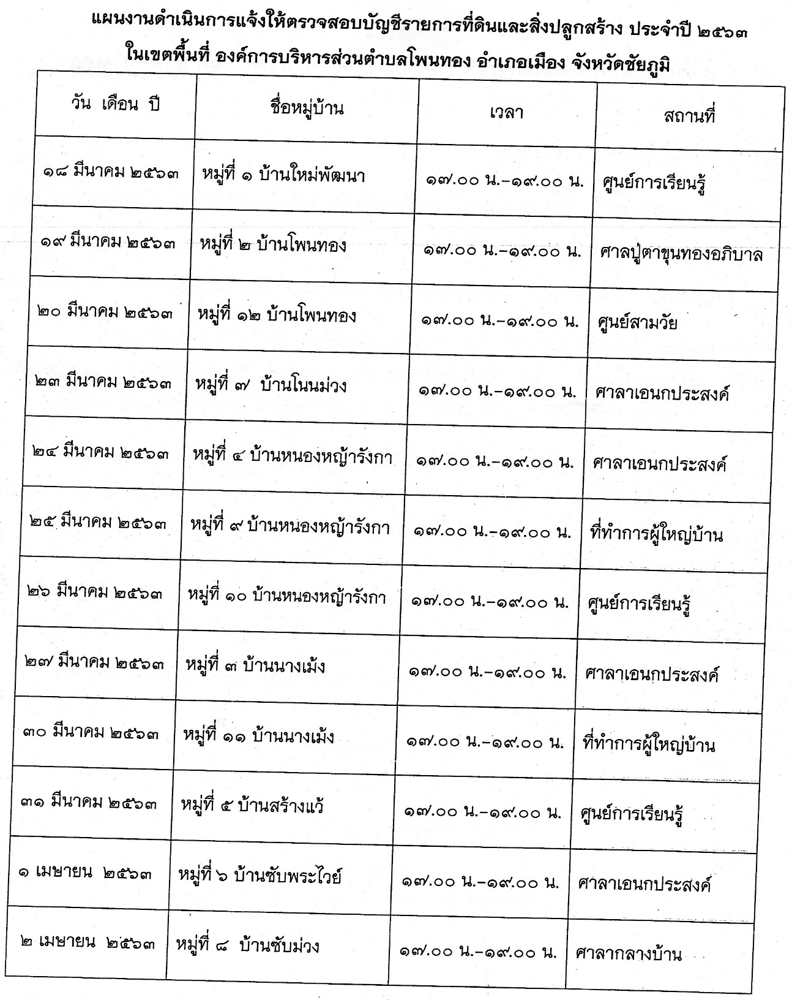 แผนงานดำเนินการแจ้งให้ตรวจสอบบัญชีรายการที่ดินและสิ่งปลูกสร้าง ประจำปี ๒๕๖๓
ในเขตพื้นที่ องค์การบริหารส่วนตำบลโพนทอง อำเภอเมือง จังหวัดชัยภูมิ
วัน เดือน ปี ชื่อหมู่บ้าน เวลา สถานที่
๑๘ มีนาคม ๒๕๖๓ หมู่ที่ ๑ บ้านใหม่พัฒนา ๑๗.๐๐ น.-๑๙.๐๐ น. ศูนย์การเรียนรู้
๑๙ มีนาคม ๒๕๖๓ หมู่ที่ ๒ บ้านโพนทอง ๑๗.๐๐ น.-๑๙.๐๐ น. ศาลปู่ตาขุนทองอภิบาล
๒๐ มีนาคม ๒๕๖๓ หมู่ที่ ๑๒ บ้านโพนทอง ๑๗.๐๐ น.-๑๙.๐๐ น. ศูนย์สามวัย
๒๓ มีนาคม ๒๕๖๓ หมู่ที่ ๗ บ้านโนนม่วง ๑๗.๐๐ น.-๑๙.๐๐ น. ศาลาเอนกประสงค์
๒๔ มีนาคม ๒๕๖๓ หมู่ที่ ๔ บ้านหนองหญ้ารังกา ๑๗.๐๐ น.-๑๙.๐๐ น. ศาลาเอนกประสงค์
๒๕ มีนาคม ๒๕๖๓ หมู่ที่ ๙ บ้านหนองหญ้ารังกา ๑๗.๐๐ น.-๑๙.๐๐ น. ที่ทำการผู้ใหญ่บ้าน
๒๖ มีนาคม ๒๕๖๓ หมู่ที่ ๑๐ บ้านหนองหญ้ารังกา ๑๗.๐๐ น.-๑๙.๐๐ น. ศูนย์การเรียนรู้
๒๗ มีนาคม ๒๕๖๓ หมู่ที่ ๓ บ้านนางเม้ง ๑๗.๐๐ น.-๑๙.๐๐ น. ศาลาเอนกประสงค์
๓๐ มีนาคม ๒๕๖๓ หมู่ที่ ๑๑ บ้านนางเม้ง ๑๗.๐๐ น.-๑๙.๐๐ น. ที่ทำการผู้ใหญ่บ้าน
๓๑ มีนาคม ๒๕๖๓ หมู่ที่ ๕ บ้านสร้างแว้ ๑๗.๐๐ น.-๑๙.๐๐ น. ศูนย์การเรียนรู้
๑ เมษายน ๒๕๖๓ หมู่ที่ ๖ บ้านซับพระไวย์ ๑๗.๐๐ น.-๑๙.๐๐ น. ศาลาเอนกประสงค์
๒ เมษายน ๒๕๖๓ หมู่ที่ ๘ บ้านซับม่วง ๑๗.๐๐ น.-๑๙.๐๐ น. ศาลากลางบ้าน